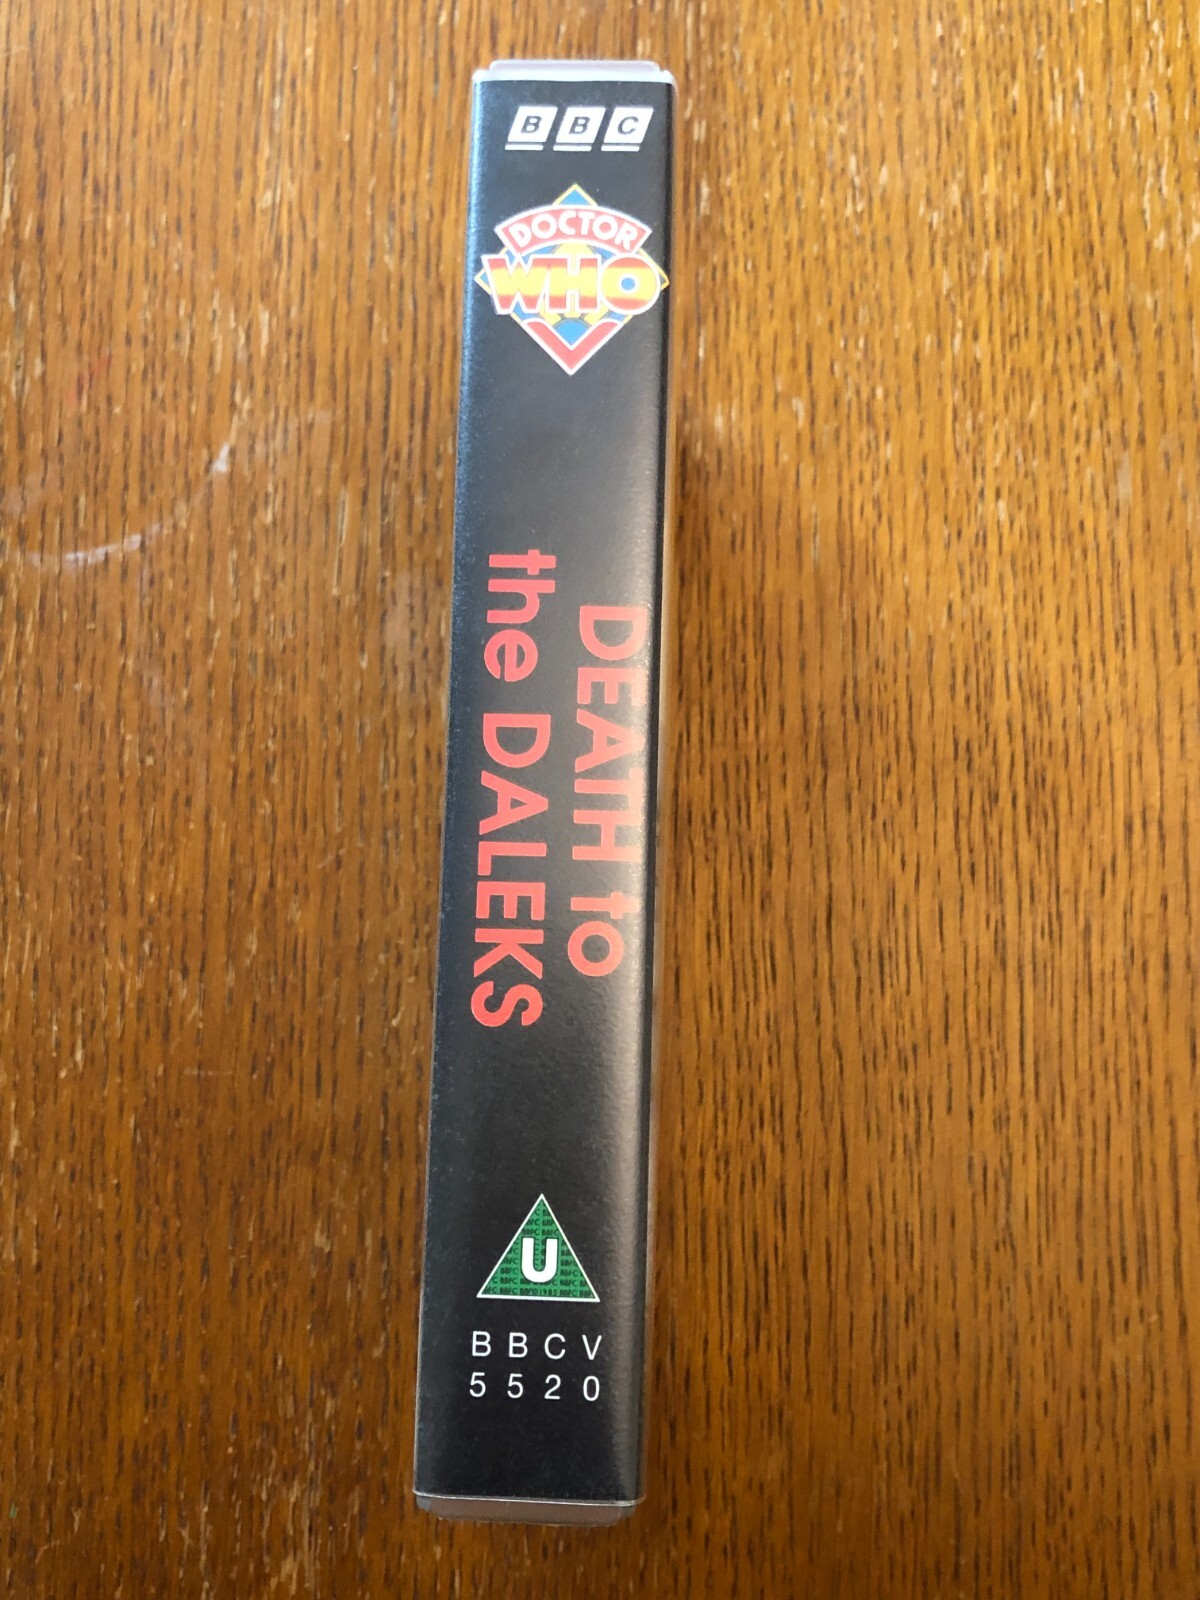 BBC
DOCTOR
WHO
DEATH to
the DALEKS
U
BBCV
5520